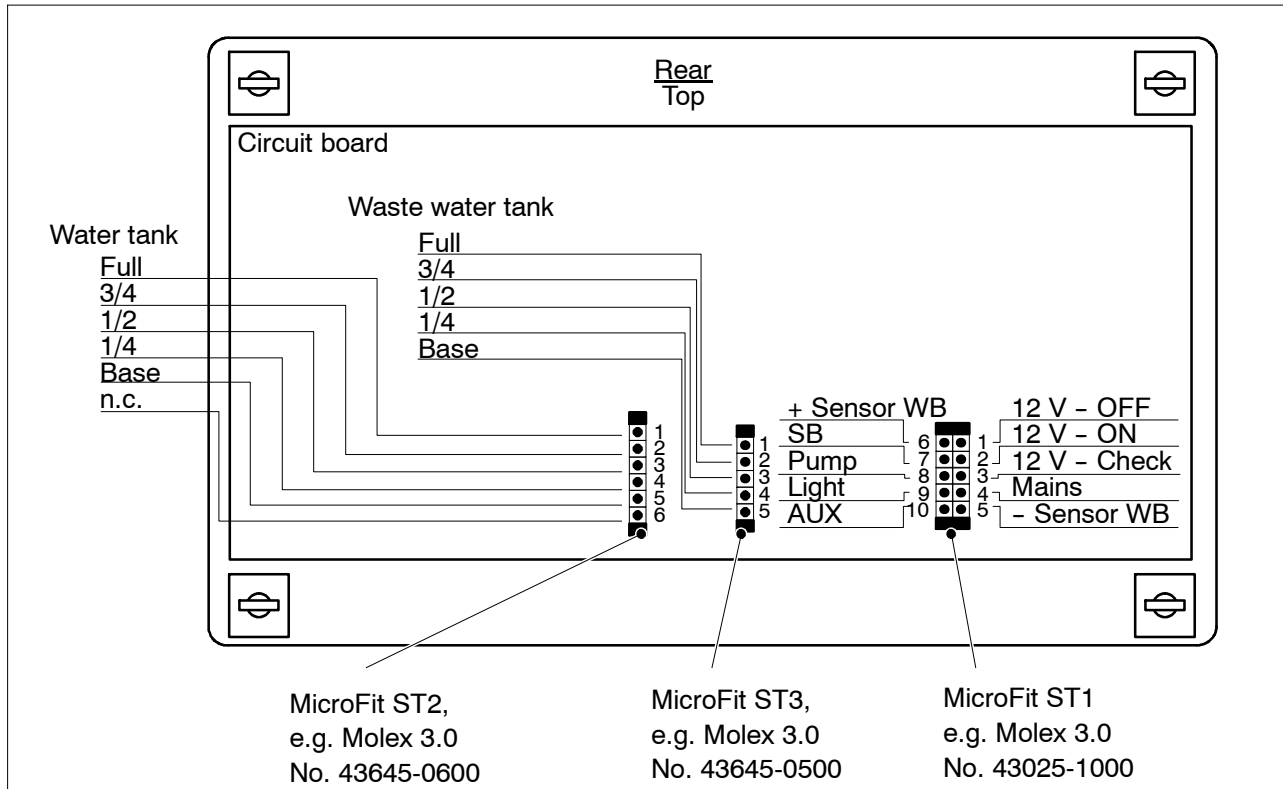 Rear
Top
Circuit board
Waste water tank
Full
3/4
1/2
1/4
Base
Water tank
Full
3/4
1/2
1/4
Base
n.c.
1
2
3
4
5
6
1
2
3
4
5
+ Sensor WB
SB
Pump
Light
AUX
6
7
8
9
10
1
2
3
4
5
12 V - OFF
12 V - ON
12 V - Check
Mains
- Sensor WB
MicroFit ST2,
e.g. Molex 3.0
No. 43645-0600
MicroFit ST3,
e.g. Molex 3.0
No. 43645-0500
MicroFit ST1
e.g. Molex 3.0
No. 43025-1000